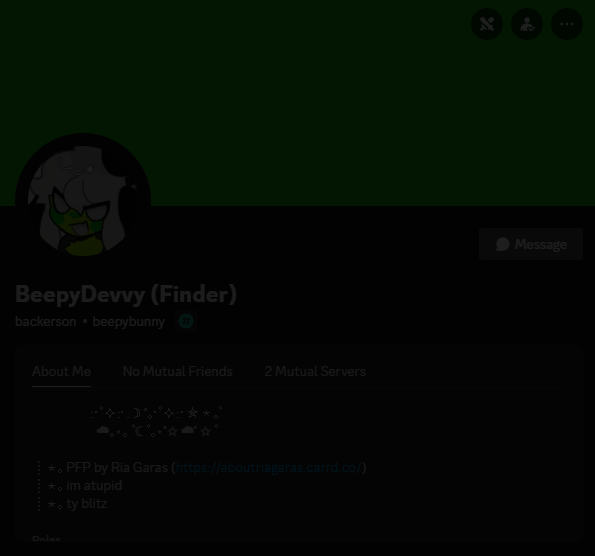 Message
BeepyDevvy (Finder)
backerson • beepybunny
About Me
No Mutual Friends
2 Mutual Servers
⋆｡ PFP by Ria Garas (https://aboutriagaras.carrd.co/)
⋆｡ im atupid
⋆｡ ty blitz
Roles